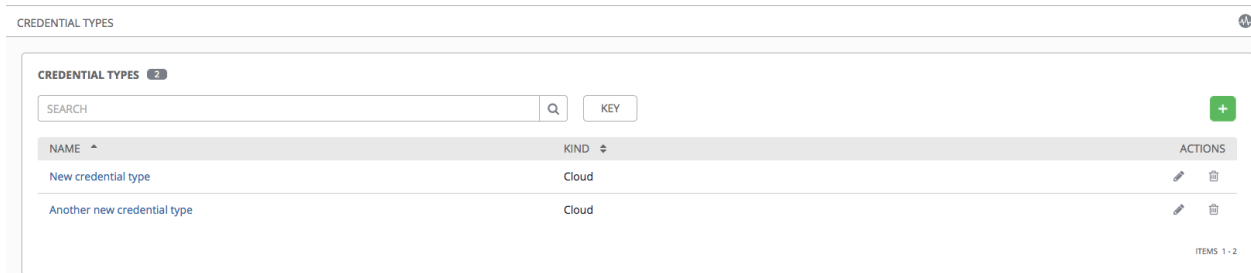 CREDENTIAL TYPES
CREDENTIAL TYPES 2
SEARCH KEY
NAME KIND ACTIONS
New credential type Cloud
Another new credential type Cloud
ITEMS 1 - 2